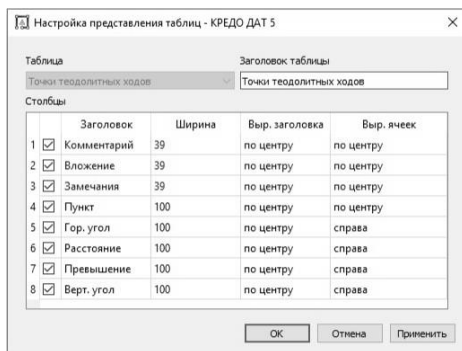 Настройка представления таблиц - КРЕДО ДАТ 5
Таблица Заголовок таблицы
Точки теодолитных ходов Точки теодолитных ходов
Столбцы
Заголовок Ширина Выр. заголовка Выр. ячеек
1 Комментарий 39 по центру по центру
2 Вложение 39 по центру по центру
3 Замечания 39 по центру по центру
4 Пункт 100 по центру по центру
5 Гор. угол 100 по центру справа
6 Расстояние 100 по центру справа
7 Превышение 100 по центру справа
8 Верт. угол 100 по центру справа
OK Отмена Применить